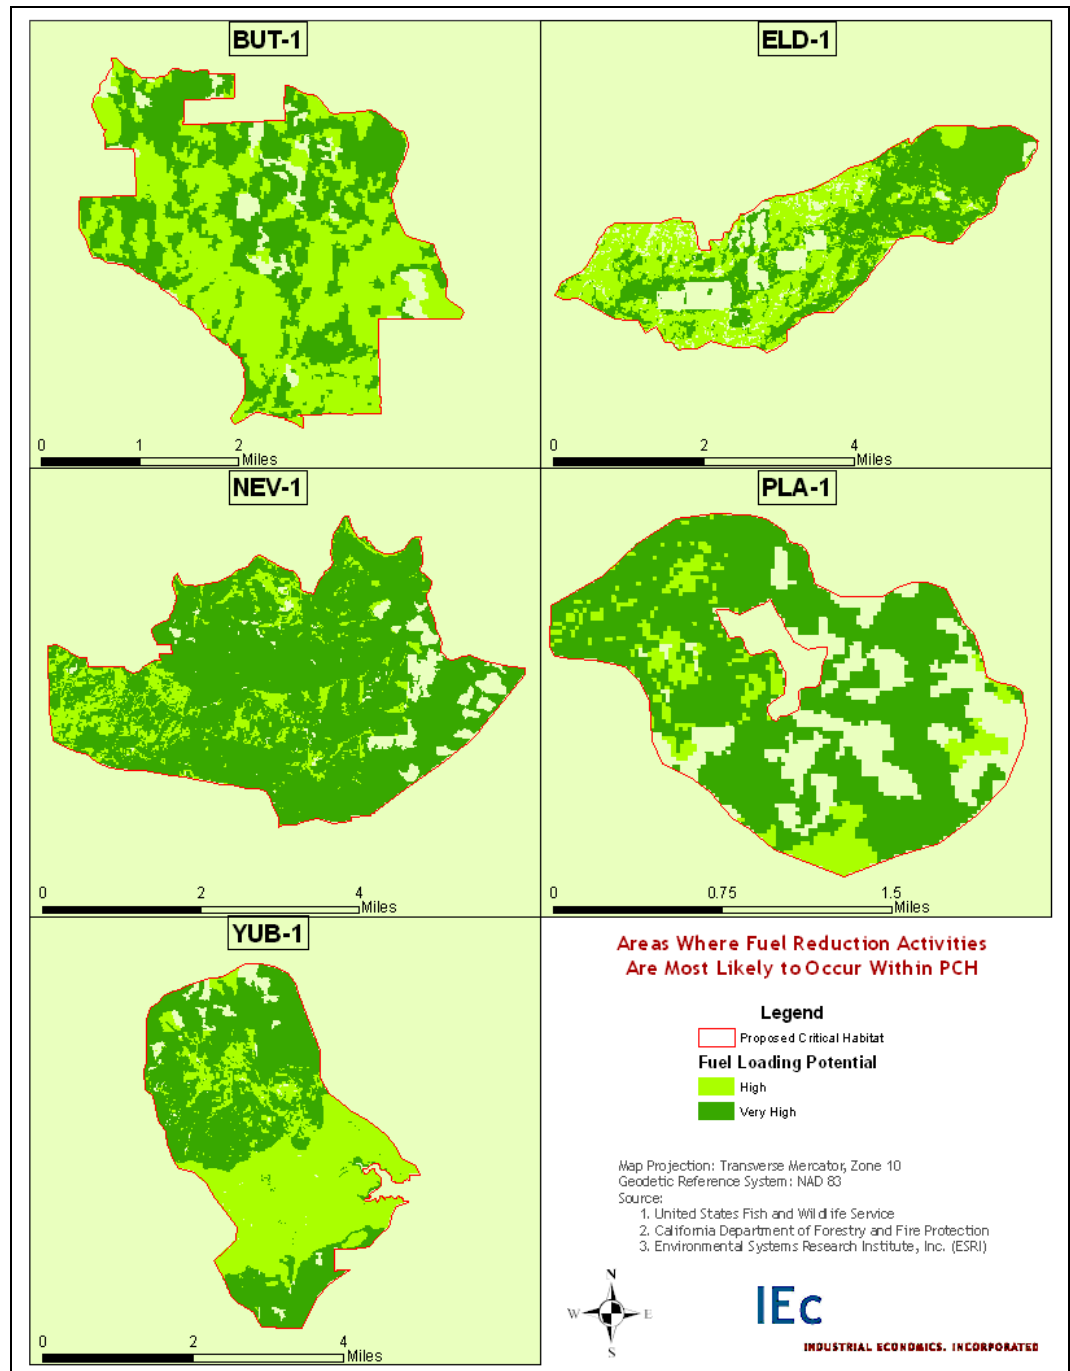 BUT-1
0 1 2
Miles
ELD-1
0 2 4
Miles
NEV-1
0 2 4
Miles
PLA-1
0 0.75 1.5
Miles
YUB-1
0 2 4
Miles
Areas Where Fuel Reduction Activities
Are Most Likely to Occur Within PCH
Legend
Proposed Critical Habitat
Fuel Loading Potential
High
Very High
Map Projection: Transverse Mercator, Zone 10
Geodetic Reference System: NAD 83
Source:
1. United States Fish and Wildlife Service
2. California Department of Forestry and Fire Protection
3. Environmental Systems Research Institute, Inc. (ESRI)
N
W E
S
IEc
INDUSTRIAL ECONOMICS, INCORPORATED